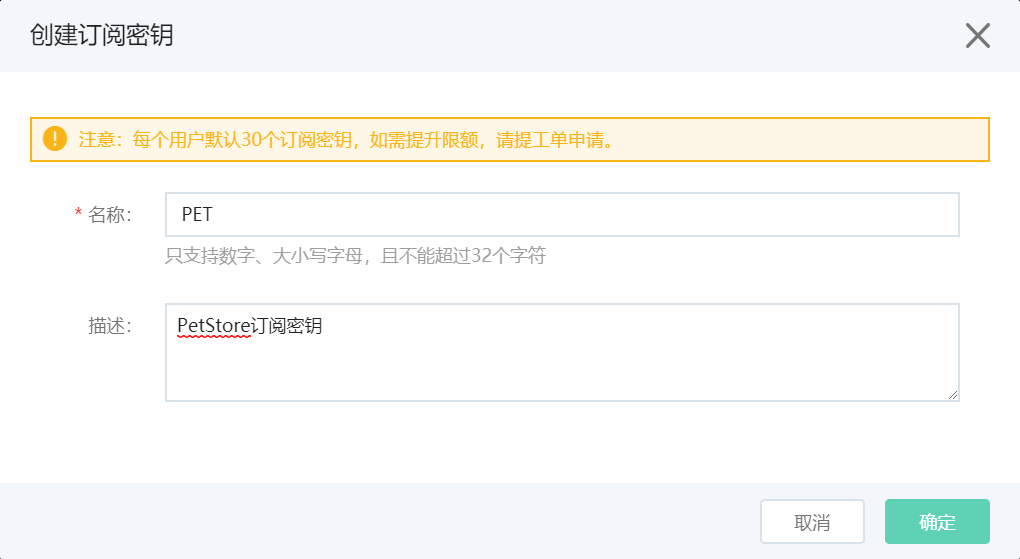 创建订阅密钥
注意：每个用户默认30个订阅密钥，如需提升限额，请提工单申请。
* 名称： PET
只支持数字、大小写字母，且不能超过32个字符
描述： PetStore订阅密钥
取消 确定